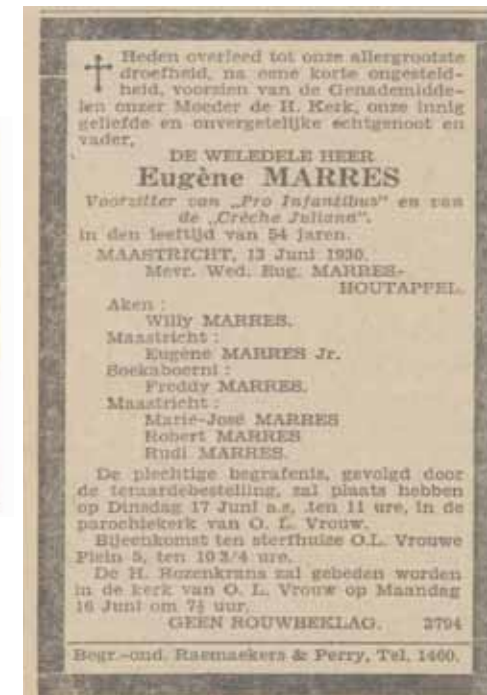 Heden overleed tot onze allergrootste
droefheid, na eene korte ongesteld-
heid, voorzien van de Genademidde-
len onzer Moeder de H. Kerk, onze innig
geliefde en onvergetelijke echtgenoot en
vader,
DE WELEDELE HEER
Eugène MARRES
Voorzitter van „Pro Infantibus" en van
de „Crèche Juliana".
in den leeftijd van 54 jaren.
MAASTRICHT, 13 Juni 1930.
Mevr. Wed. Eug. MARRES-
HOUTAPPEL.
Aken :
Willy MARRES.
Maastricht :
Eugène MARRES Jr.
Soekaboemi :
Freddy MARRES.
Maastricht :
Marie-José MARRES
Robert MARRES
Rudi MARRES.
De plechtige begrafenis, gevolgd door
de teraardebestelling, zal plaats hebben
op Dinsdag 17 Juni a.s. ten 11 ure, in de
parochiekerk van O. L. Vrouw.
Bijeenkomst ten sterfhuize O.L. Vrouwe
Plein 5, ten 10 3/4 ure.
De H. Rozenkrans zal gebeden worden
in de kerk van O. L. Vrouw op Maandag
16 Juni om 7½ uur.
GEEN ROUWBEKLAG. 3794
Begr.-ond. Raemaekers & Perry, Tel. 1460.